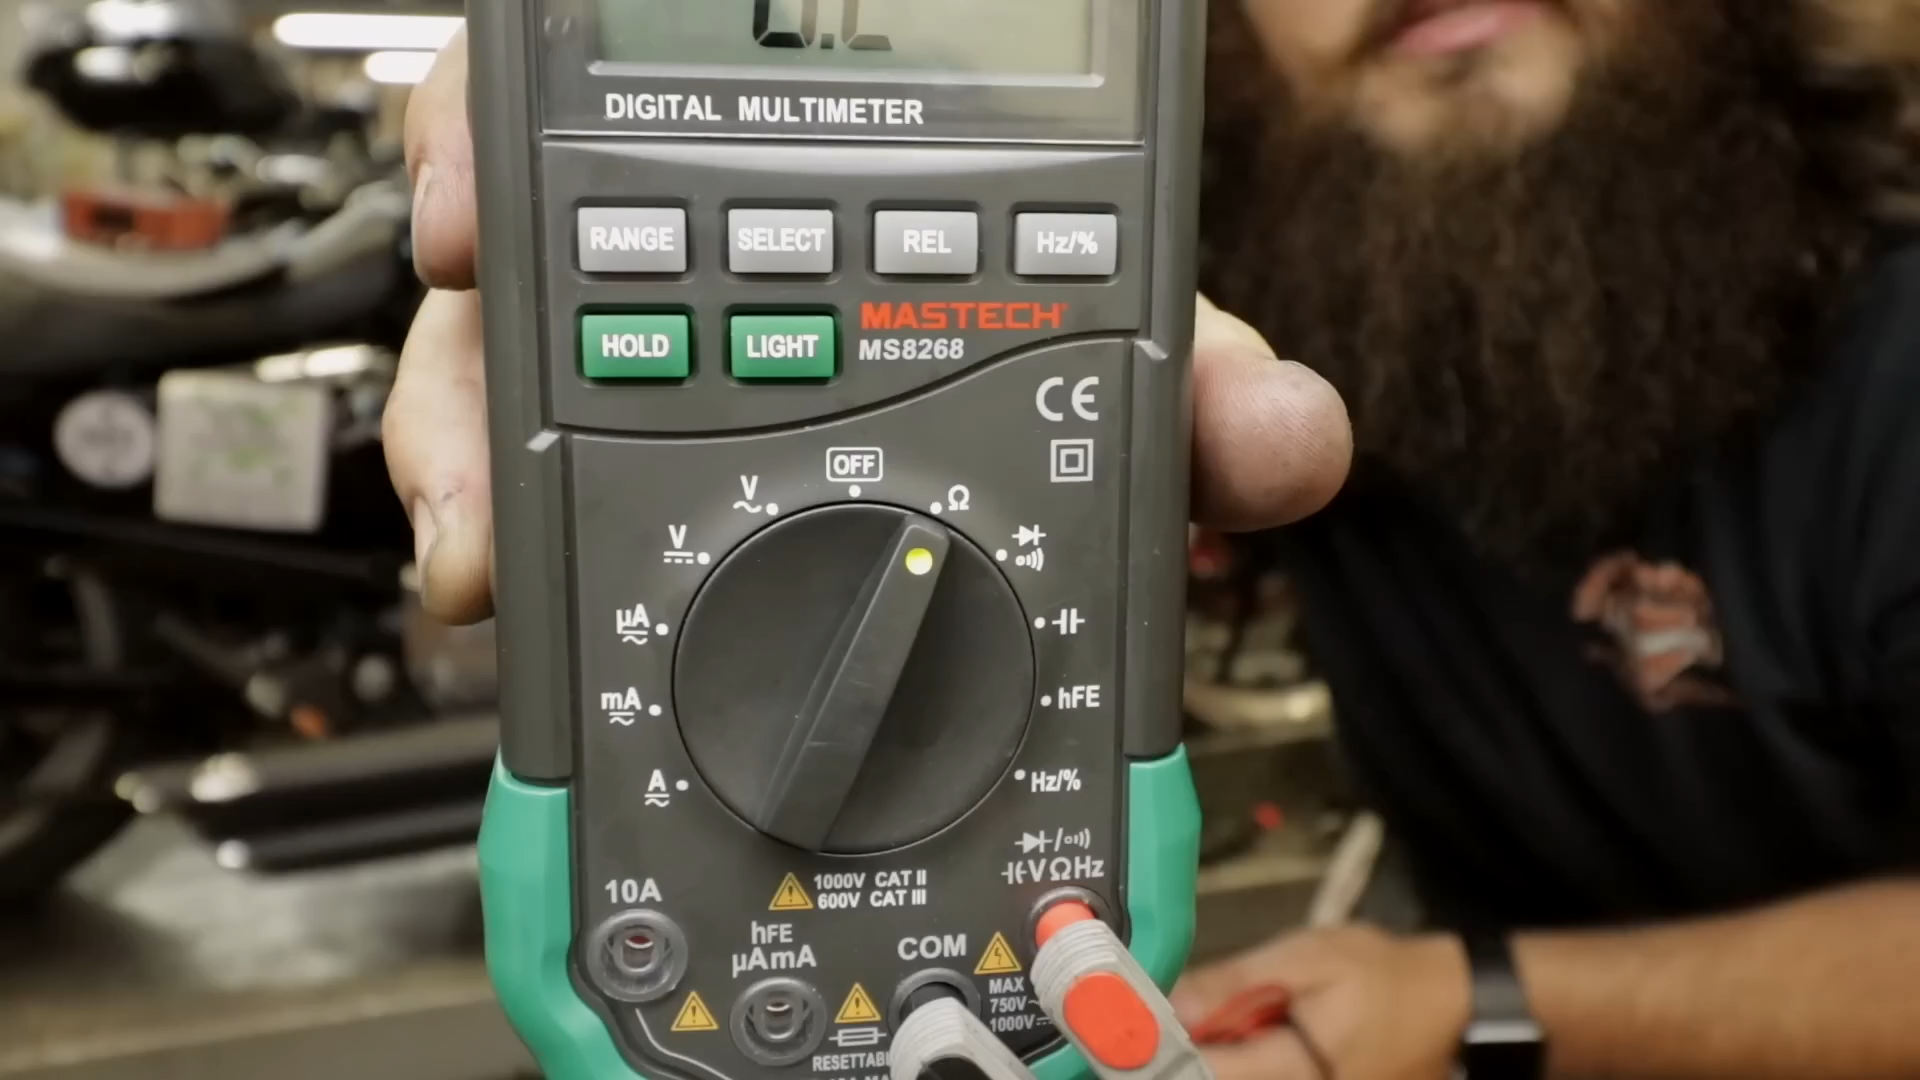 DIGITAL MULTIMETER
RANGE SELECT REL Hz/%
HOLD LIGHT
MASTECH
MS8268
CE
OFF
V
Ω
V
µA
mA
hFE
A
Hz/%
VΩHz
10A
1000V CAT II
600V CAT III
hFE
µAmA
COM
MAX
750V~
1000V